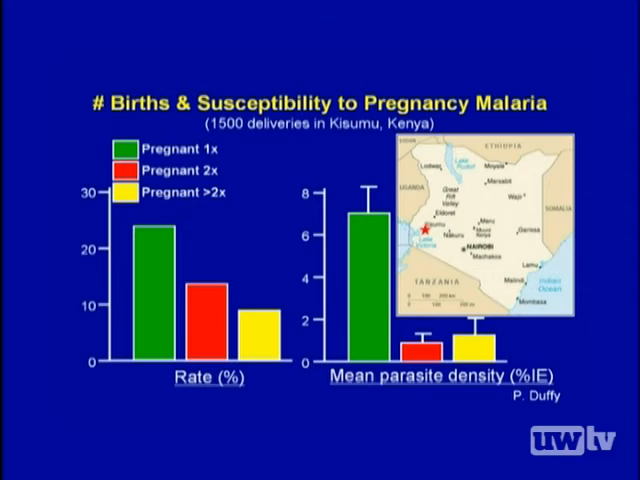 # Births & Susceptibility to Pregnancy Malaria
(1500 deliveries in Kisumu, Kenya)
Pregnant 1x
Pregnant 2x
Pregnant >2x
30
20
10
0
Rate (%)
8
6
4
2
0
Mean parasite density (%IE)
P. Duffy
ETHIOPIA
Lake
Lodwar
Moyale
Marsabit
UGANDA
Great
Rift
Valley
Wajir
SOMALIA
Eldoret
Kisumu
Meru
Mount
Kenya
Nakuru
Garissa
Lake
Victoria
NAIROBI
Machakos
Lamu
TANZANIA
Malindi
Indian
Ocean
Mombasa
uwtv